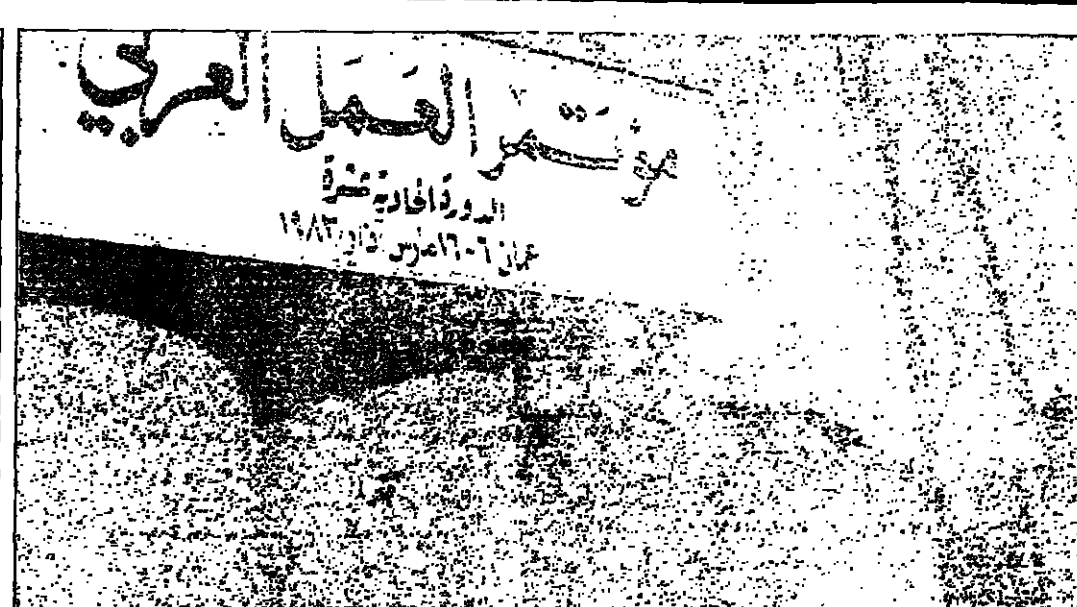 مؤتمر العمل العربي
الدورة الحادية عشرة
عمان ٦-١٦ مارس آذار ١٩٨٣